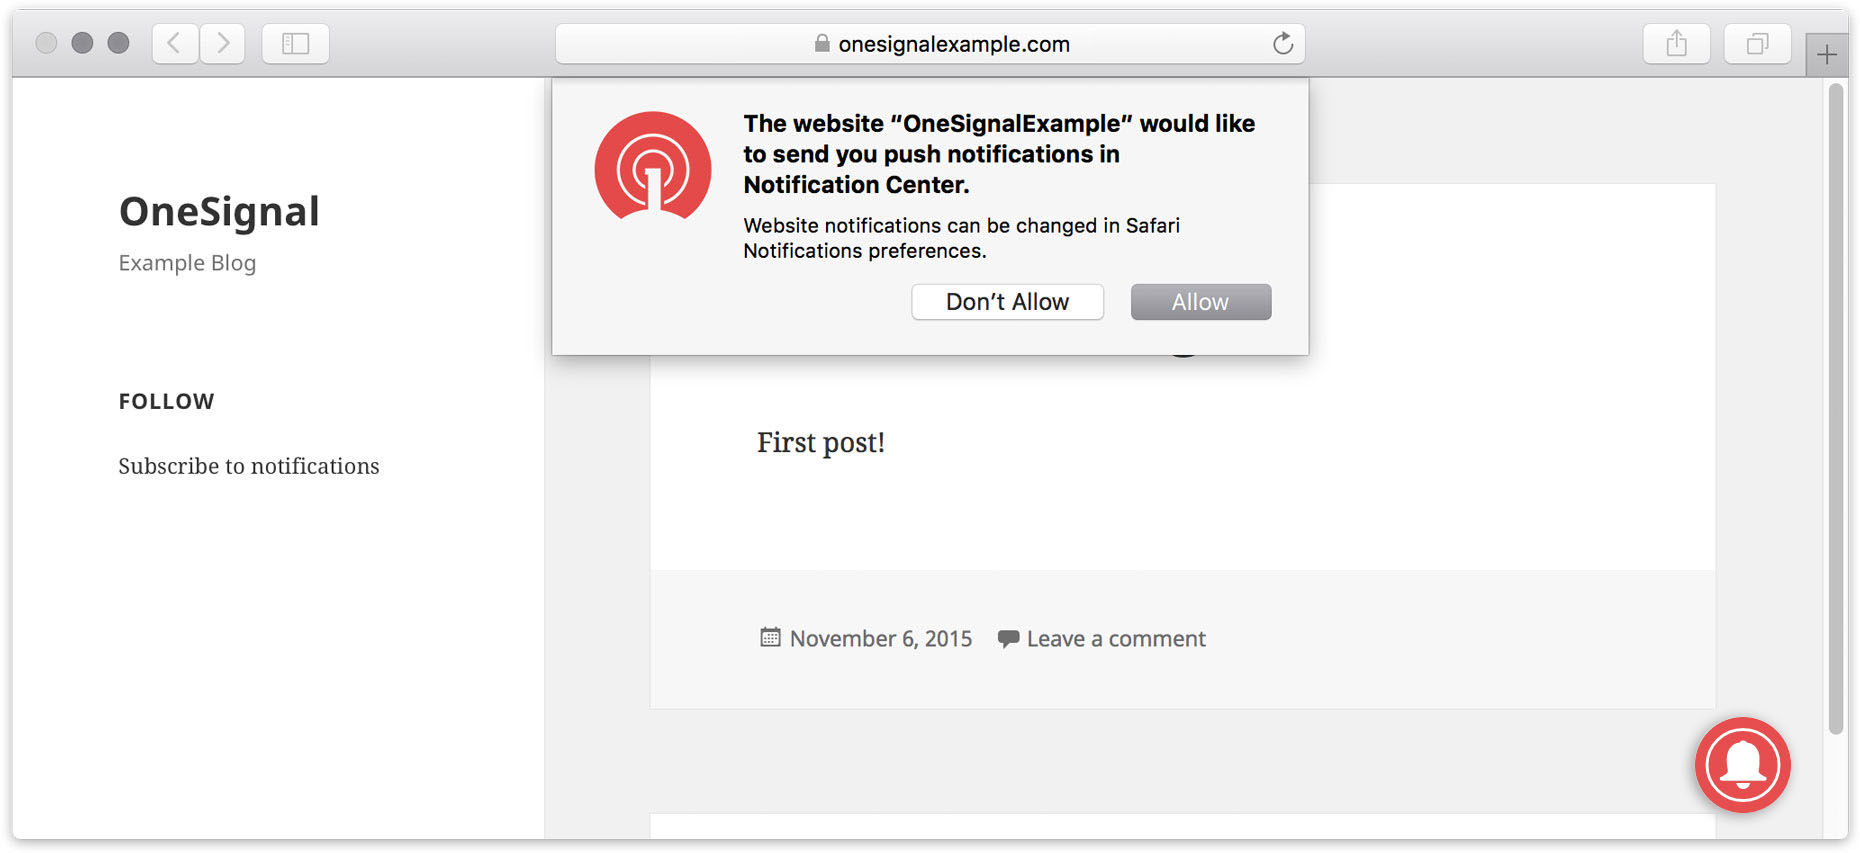 onesignalexample.com
The website “OneSignalExample” would like
to send you push notifications in
Notification Center.
Website notifications can be changed in Safari
Notifications preferences.
Don’t Allow
Allow
OneSignal
Example Blog
FOLLOW
Subscribe to notifications
First post!
November 6, 2015
Leave a comment